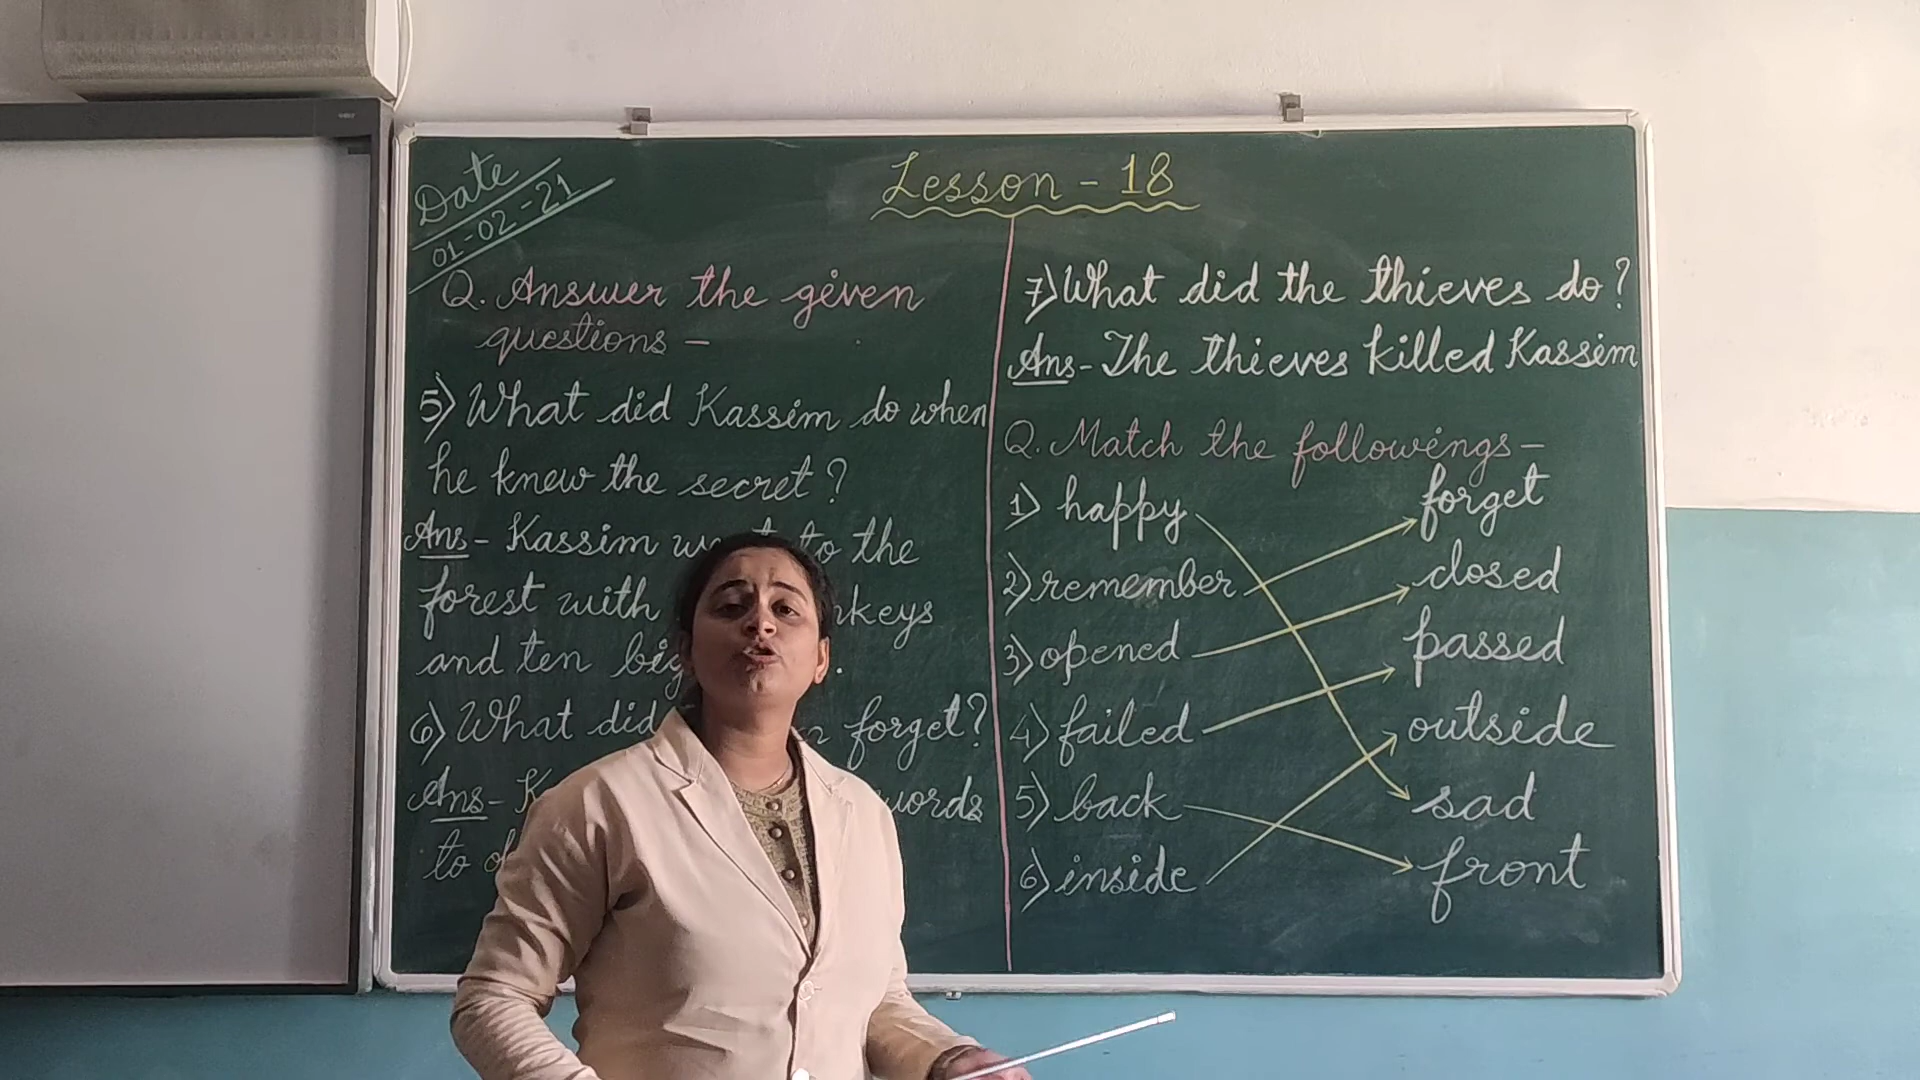 Date
01-02-21
Lesson - 18
Q. Answer the given
questions -
5) What did Kassim do when
he knew the secret?
Ans - Kassim to the
forest with
and ten
6) What did forget?
Ans - words
to
7) What did the thieves do?
Ans - The thieves killed Kassim
Q. Match the followings -
1) happy forget
2) remember closed
3) opened passed
4) failed outside
5) back sad
6) inside front